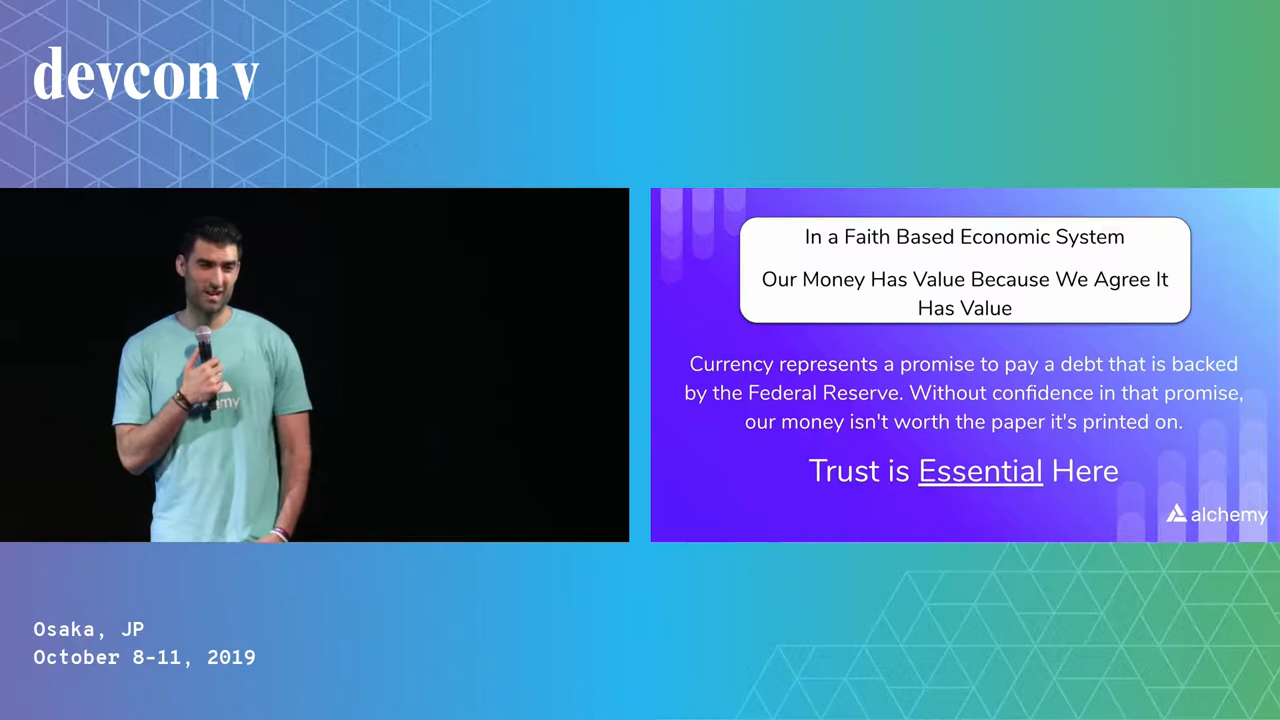 devcon v
In a Faith Based Economic System
Our Money Has Value Because We Agree It
Has Value
Currency represents a promise to pay a debt that is backed
by the Federal Reserve. Without confidence in that promise,
our money isn't worth the paper it's printed on.
Trust is Essential Here
alchemy
Osaka, JP
October 8-11, 2019